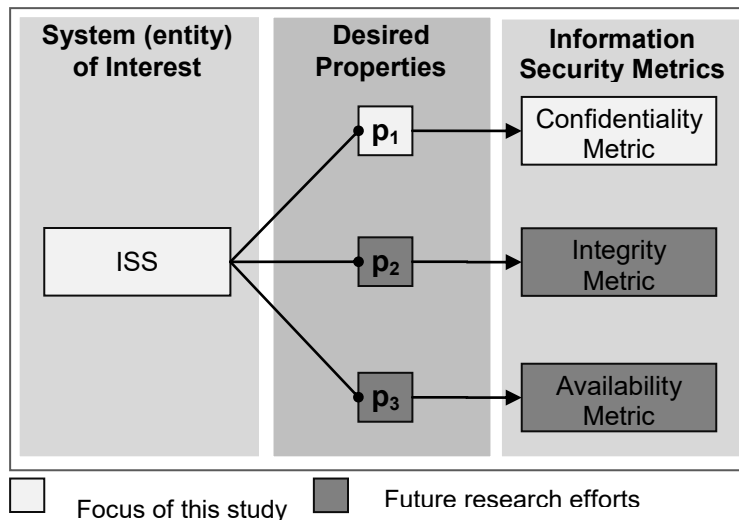 System (entity)
of Interest
Desired
Properties
Information
Security Metrics
ISS
p1
Confidentiality
Metric
p2
Integrity
Metric
p3
Availability
Metric
Focus of this study
Future research efforts